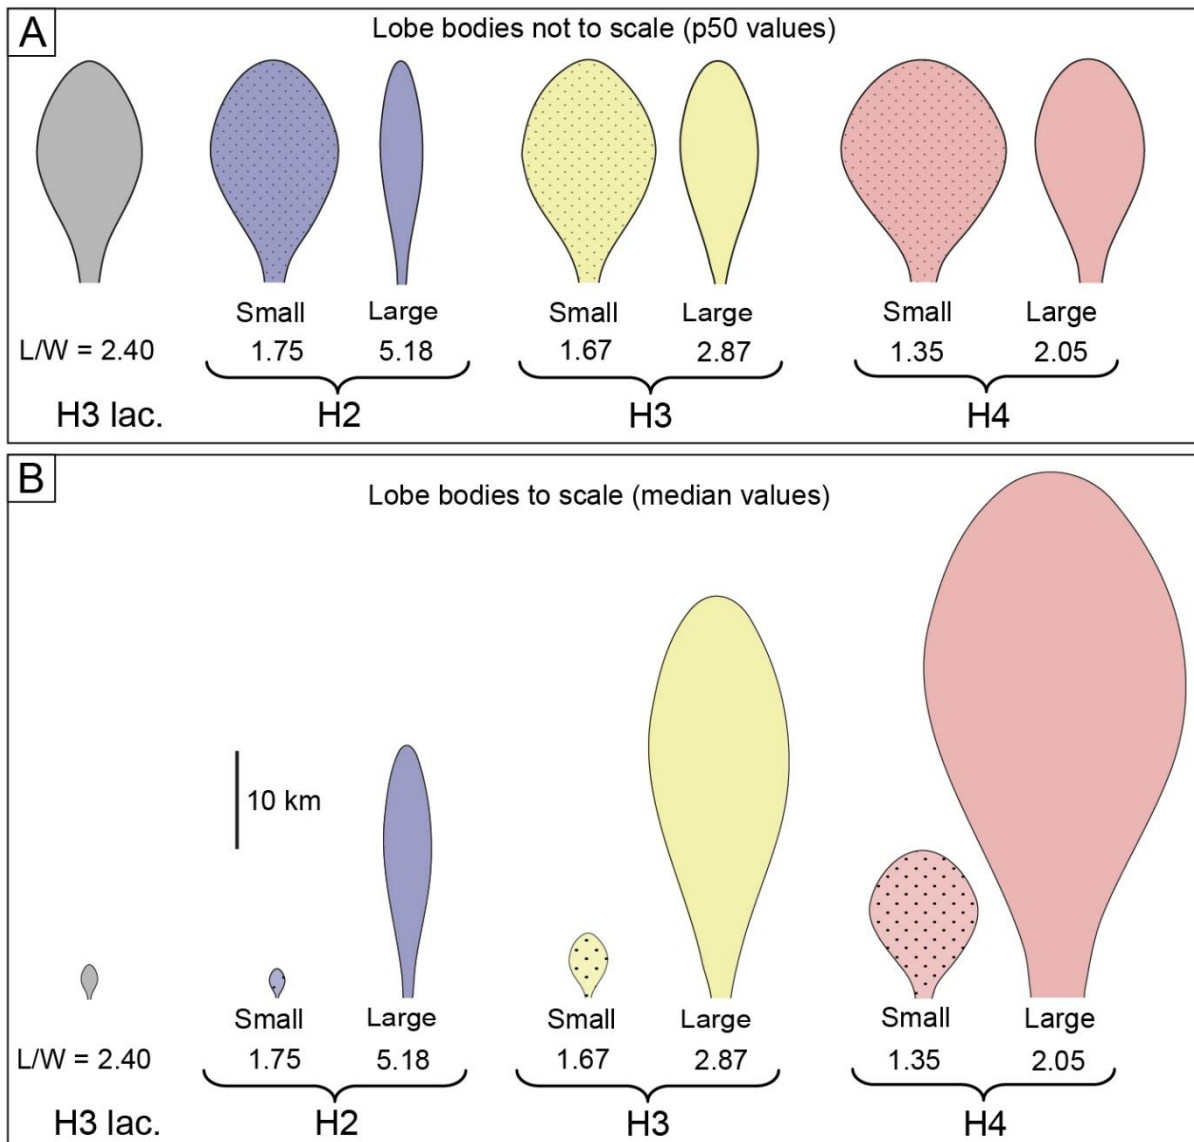 A
Lobe bodies not to scale (p50 values)
Small Large Small Large Small Large
L/W = 2.40 1.75 5.18 1.67 2.87 1.35 2.05
H3 lac. H2 H3 H4
B
Lobe bodies to scale (median values)
10 km
Small Large Small Large Small Large
L/W = 2.40 1.75 5.18 1.67 2.87 1.35 2.05
H3 lac. H2 H3 H4